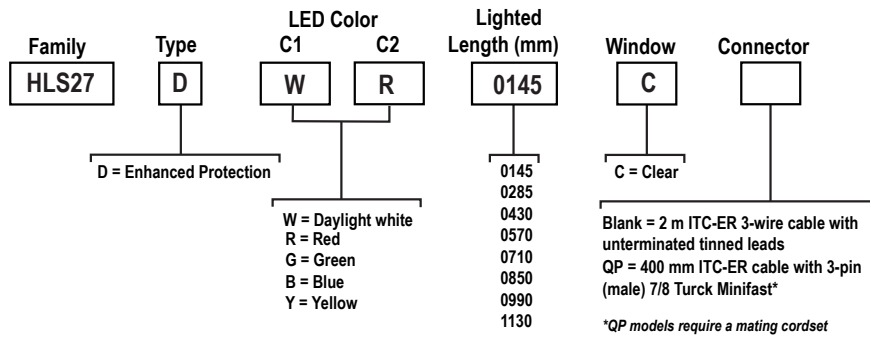 LED Color
Lighted
Family
Type
C1
C2
Length (mm)
Window
Connector
HLS27
D
W
R
0145
C
D = Enhanced Protection
W = Daylight white
R = Red
G = Green
B = Blue
Y = Yellow
0145
0285
0430
0570
0710
0850
0990
1130
C = Clear
Blank = 2 m ITC-ER 3-wire cable with
unterminated tinned leads
QP = 400 mm ITC-ER cable with 3-pin
(male) 7/8 Turck Minifast*
*QP models require a mating cordset